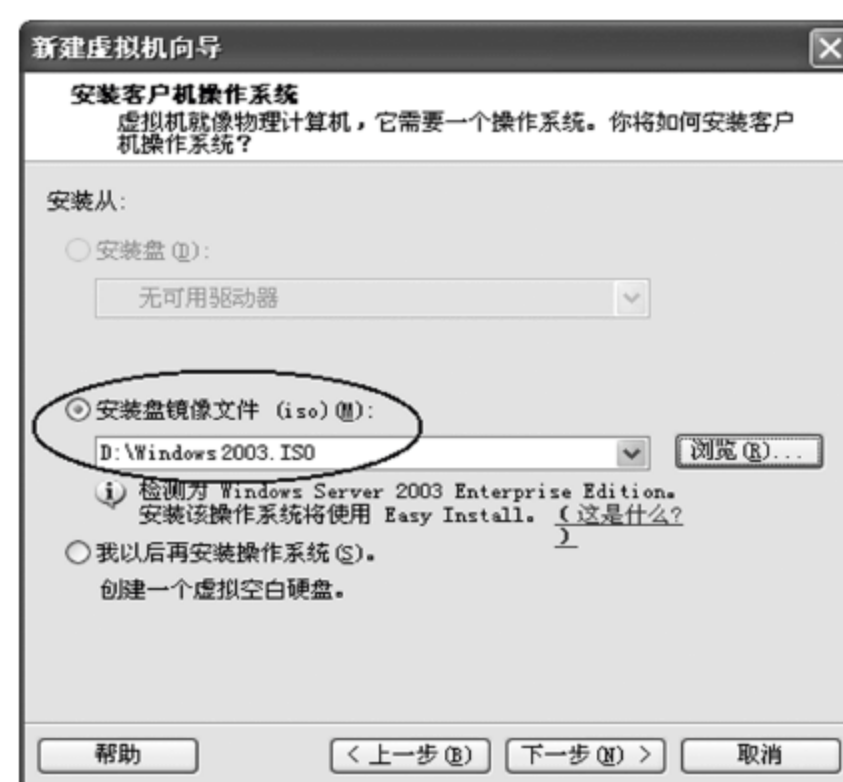 新建虚拟机向导
安装客户机操作系统
虚拟机就像物理计算机，它需要一个操作系统。你将如何安装客户
机操作系统？
安装从:
安装盘(D):
无可用驱动器
安装盘镜像文件 (iso)(M):
D:\Windows2003.ISO
浏览(R)...
检测为 Windows Server 2003 Enterprise Edition。
安装该操作系统将使用 Easy Install。 (这是什么?
)
我以后再安装操作系统(S)。
创建一个虚拟空白硬盘。
帮助
< 上一步(B)
下一步(N) >
取消